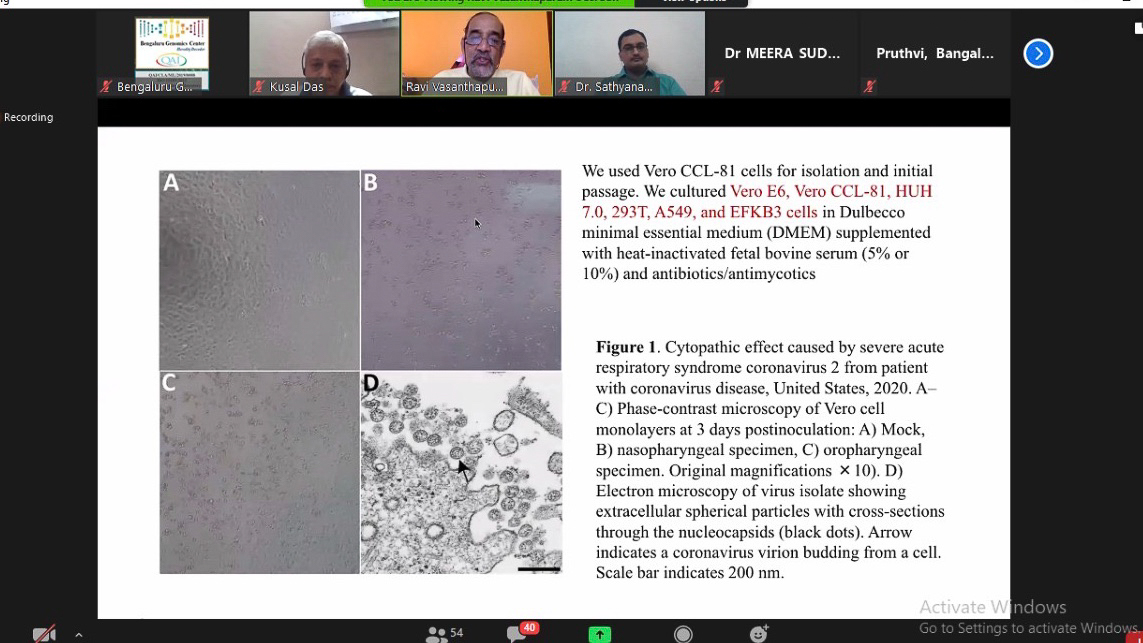 Bengaluru Genomics Center
QAI
Bengaluru G...
Kusal Das
Ravi Vasanthapu...
Dr. Sathyana...
Dr MEERA SUD...
Pruthvi, Bangal...
Recording
A
B
C
D
We used Vero CCL-81 cells for isolation and initial
passage. We cultured Vero E6, Vero CCL-81, HUH
7.0, 293T, A549, and EFKB3 cells in Dulbecco
minimal essential medium (DMEM) supplemented
with heat-inactivated fetal bovine serum (5% or
10%) and antibiotics/antimycotics
Figure 1. Cytopathic effect caused by severe acute
respiratory syndrome coronavirus 2 from patient
with coronavirus disease, United States, 2020. A–
C) Phase-contrast microscopy of Vero cell
monolayers at 3 days postinoculation: A) Mock,
B) nasopharyngeal specimen, C) oropharyngeal
specimen. Original magnifications ×10). D)
Electron microscopy of virus isolate showing
extracellular spherical particles with cross-sections
through the nucleocapsids (black dots). Arrow
indicates a coronavirus virion budding from a cell.
Scale bar indicates 200 nm.
Activate Windows
Go to Settings to activate Windows.
54
40